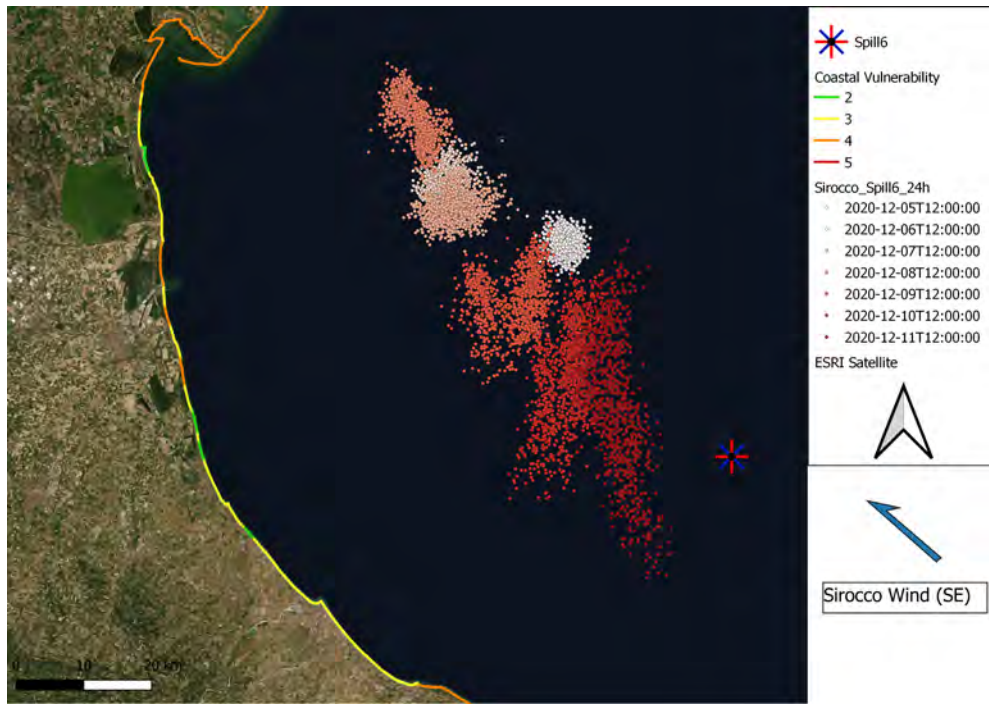 Spill6
Coastal Vulnerability
2
3
4
5
Sirocco_Spill6_24h
2020-12-05T12:00:00
2020-12-06T12:00:00
2020-12-07T12:00:00
2020-12-08T12:00:00
2020-12-09T12:00:00
2020-12-10T12:00:00
2020-12-11T12:00:00
ESRI Satellite
Sirocco Wind (SE)
0 10 20 km